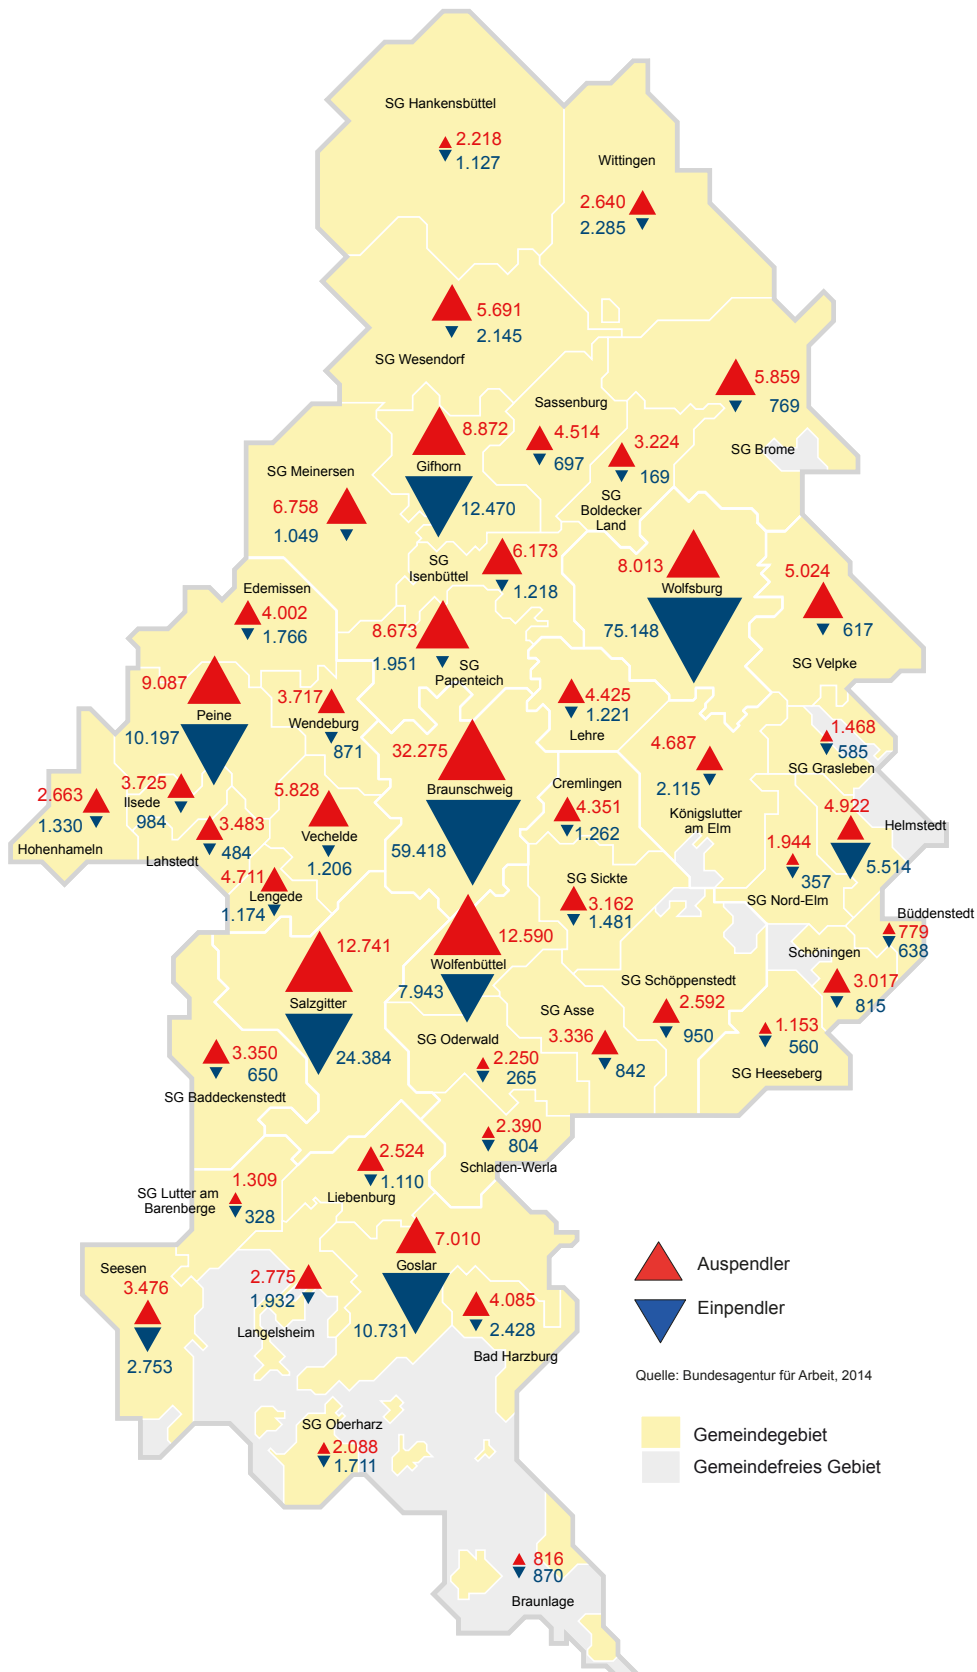 SG Hankensbüttel
2.218
1.127
Wittingen
2.640
2.285
5.691
2.145
SG Wesendorf
5.859
769
SG Brome
Sassenburg
4.514
697
3.224
169
SG
Boldecker
Land
8.872
Gifhorn
12.470
SG Meinersen
6.758
1.049
SG
Isenbüttel
6.173
1.218
8.013
Wolfsburg
75.148
5.024
617
SG Velpke
Edemissen
4.002
1.766
8.673
1.951
SG
Papenteich
9.087
Peine
10.197
3.717
Wendeburg
871
4.425
1.221
Lehre
1.468
585
SG Grasleben
32.275
Braunschweig
59.418
4.687
2.115
Königslutter
am Elm
Cremlingen
4.351
1.262
2.663
1.330
Hohenhameln
3.725
Ilsede
984
3.483
484
Lahstedt
5.828
Vechelde
1.206
4.922
Helmstedt
5.514
1.944
357
SG Nord-Elm
4.711
Lengede
1.174
SG Sickte
3.162
1.481
Büddenstedt
779
638
12.741
Salzgitter
24.384
12.590
Wolfenbüttel
7.943
Schöningen
3.017
815
SG Schöppenstedt
2.592
950
SG Asse
3.336
842
1.153
560
SG Heeseberg
SG Oderwald
2.250
265
3.350
650
SG Baddeckenstedt
2.390
804
Schladen-Werla
2.524
1.110
Liebenburg
1.309
SG Lutter am
Barenberge
328
7.010
Goslar
10.731
Seesen
3.476
2.753
2.775
1.932
Langelsheim
4.085
2.428
Bad Harzburg
SG Oberharz
2.088
1.711
816
870
Braunlage
Auspendler
Einpendler
Quelle: Bundesagentur für Arbeit, 2014
Gemeindegebiet
Gemeindefreies Gebiet